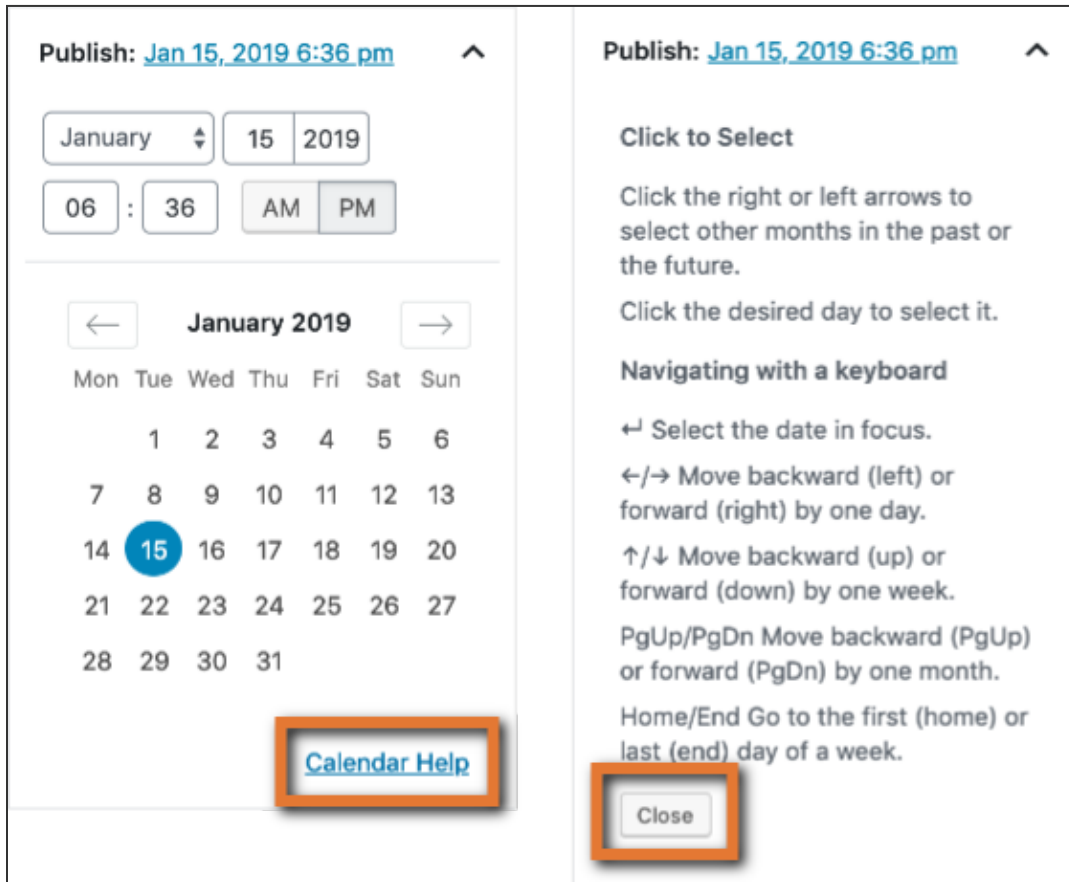 Publish: Jan 15, 2019 6:36 pm
January 15 2019
06 : 36 AM PM
← January 2019 →
Mon Tue Wed Thu Fri Sat Sun
1 2 3 4 5 6
7 8 9 10 11 12 13
14 15 16 17 18 19 20
21 22 23 24 25 26 27
28 29 30 31
Calendar Help
Publish: Jan 15, 2019 6:36 pm
Click to Select
Click the right or left arrows to
select other months in the past or
the future.
Click the desired day to select it.
Navigating with a keyboard
↵ Select the date in focus.
←/→ Move backward (left) or
forward (right) by one day.
↑/↓ Move backward (up) or
forward (down) by one week.
PgUp/PgDn Move backward (PgUp)
or forward (PgDn) by one month.
Home/End Go to the first (home) or
last (end) day of a week.
Close